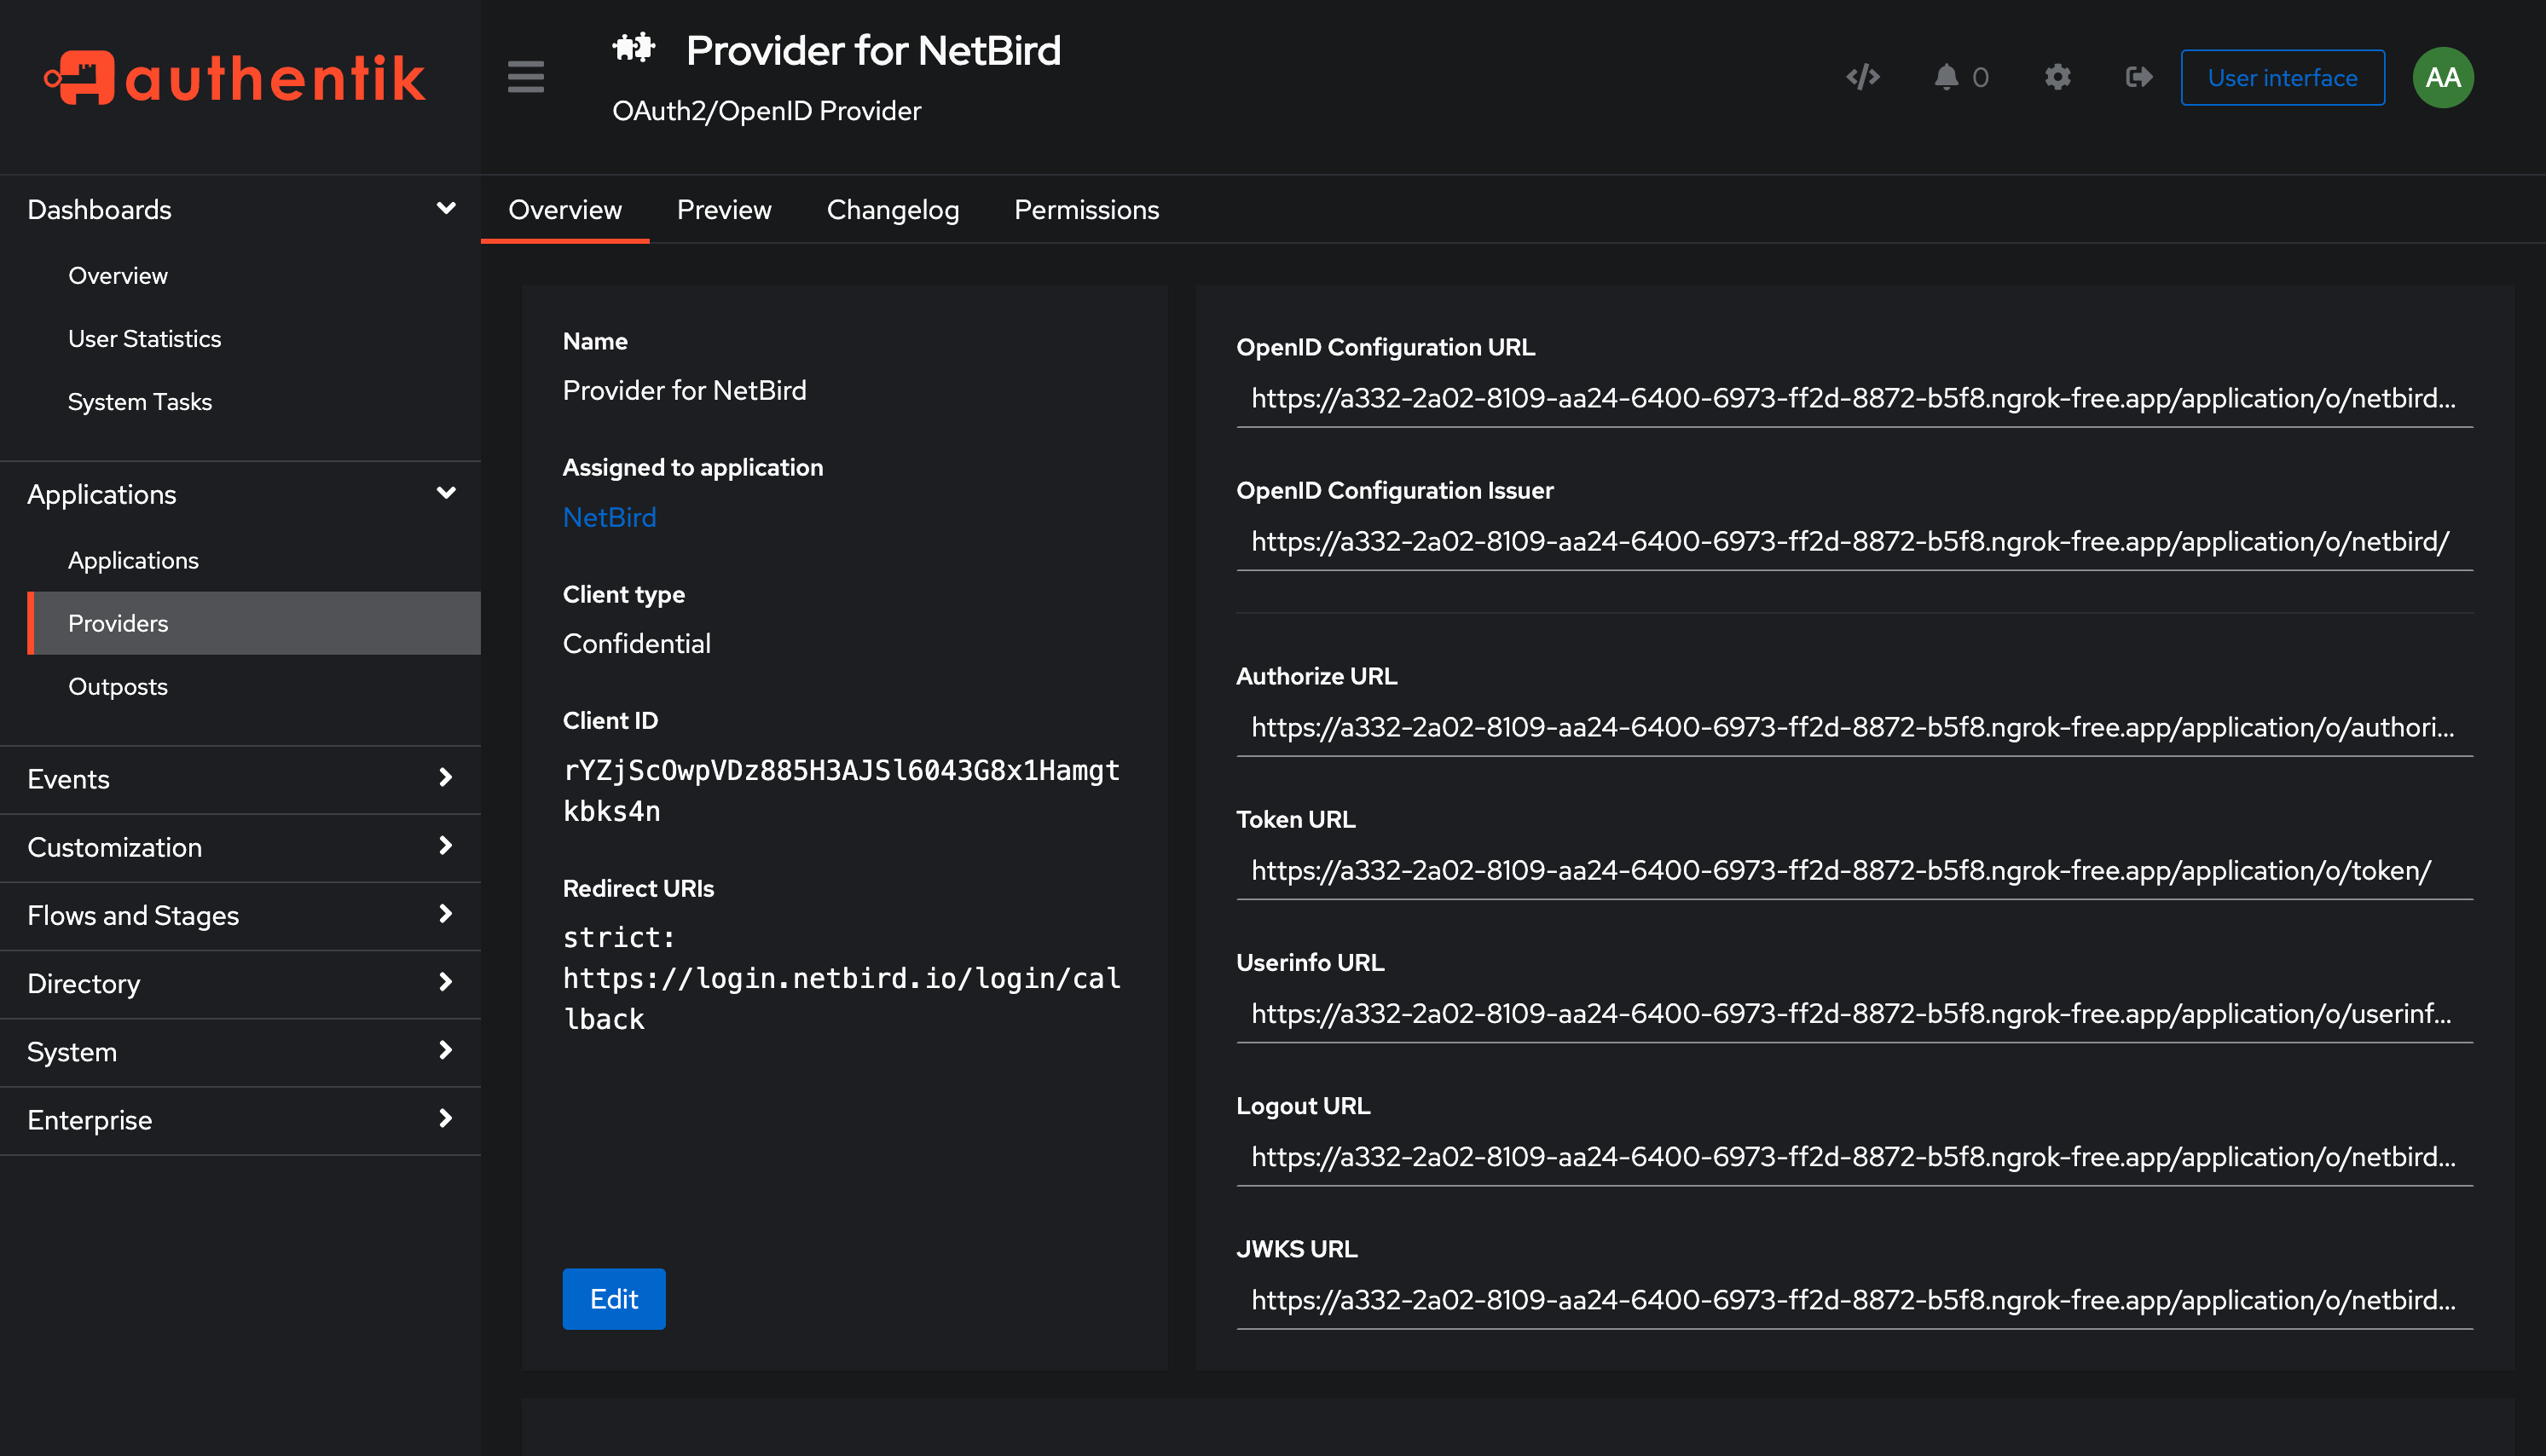 authentik
Provider for NetBird
OAuth2/OpenID Provider
0
User interface
AA
Dashboards
Overview
User Statistics
System Tasks
Applications
Applications
Providers
Outposts
Events
Customization
Flows and Stages
Directory
System
Enterprise
Overview
Preview
Changelog
Permissions
Name
Provider for NetBird
Assigned to application
NetBird
Client type
Confidential
Client ID
rYZjScOwpVDz885H3AJSl6043G8x1Hamgt
kbks4n
Redirect URIs
strict:
https://login.netbird.io/login/cal
lback
Edit
OpenID Configuration URL
https://a332-2a02-8109-aa24-6400-6973-ff2d-8872-b5f8.ngrok-free.app/application/o/netbird...
OpenID Configuration Issuer
https://a332-2a02-8109-aa24-6400-6973-ff2d-8872-b5f8.ngrok-free.app/application/o/netbird/
Authorize URL
https://a332-2a02-8109-aa24-6400-6973-ff2d-8872-b5f8.ngrok-free.app/application/o/authori...
Token URL
https://a332-2a02-8109-aa24-6400-6973-ff2d-8872-b5f8.ngrok-free.app/application/o/token/
Userinfo URL
https://a332-2a02-8109-aa24-6400-6973-ff2d-8872-b5f8.ngrok-free.app/application/o/userinf...
Logout URL
https://a332-2a02-8109-aa24-6400-6973-ff2d-8872-b5f8.ngrok-free.app/application/o/netbird...
JWKS URL
https://a332-2a02-8109-aa24-6400-6973-ff2d-8872-b5f8.ngrok-free.app/application/o/netbird...